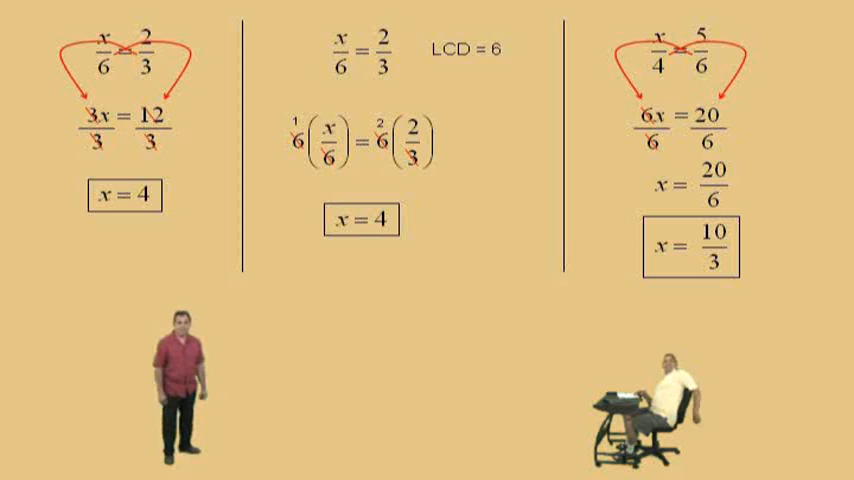 x/6 = 2/3
3x = 12
3 3
x = 4
x/6 = 2/3 LCD = 6
1 2
6(x/6) = 6(2/3)
x = 4
x/4 = 5/6
6x = 20
6 6
x = 20/6
x = 10/3